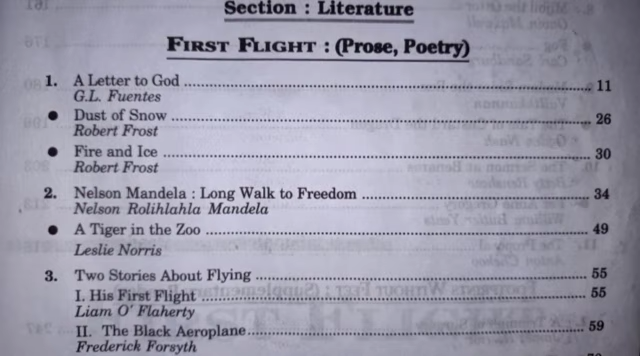 Section : Literature
FIRST FLIGHT : (Prose, Poetry)
1. A Letter to God ........ 11
G.L. Fuentes
● Dust of Snow ........ 26
Robert Frost
● Fire and Ice ........ 30
Robert Frost
2. Nelson Mandela : Long Walk to Freedom ........ 34
Nelson Rolihlahla Mandela
● A Tiger in the Zoo ........ 49
Leslie Norris
3. Two Stories About Flying ........ 55
I. His First Flight ........ 55
Liam O' Flaherty
II. The Black Aeroplane ........ 59
Frederick Forsyth